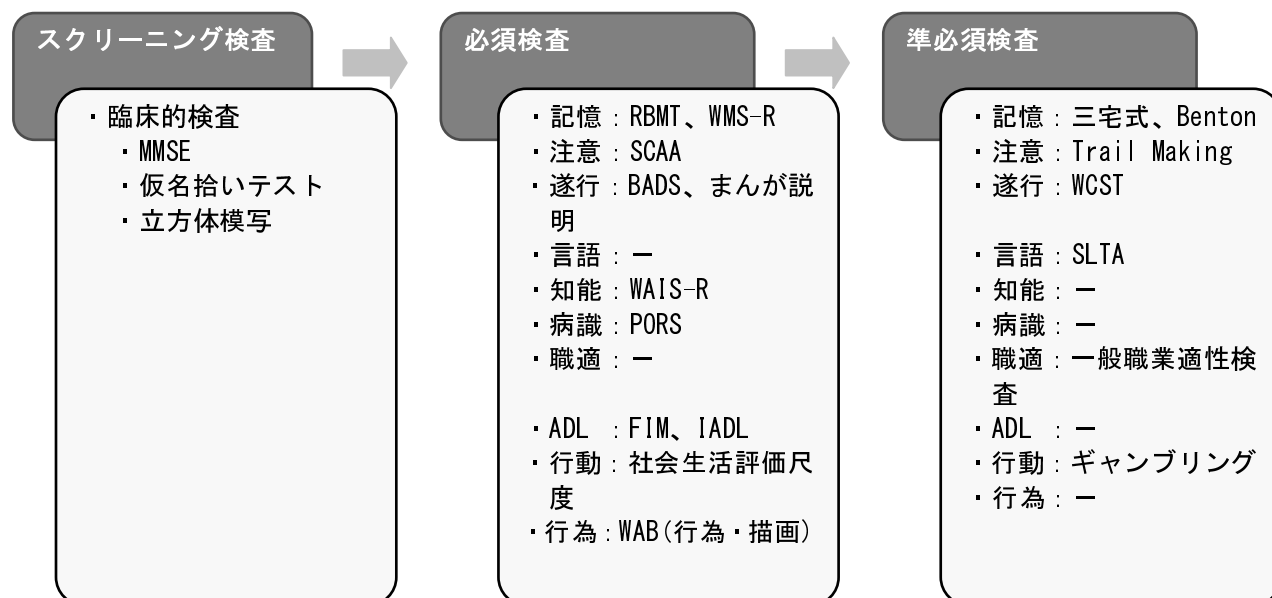 スクリーニング検査
・臨床的検査
・MMSE
・仮名拾いテスト
・立方体模写
必須検査
・記憶：RBMT、WMS-R
・注意：SCAA
・遂行：BADS、まんが説
明
・言語：ー
・知能：WAIS-R
・病識：PORS
・職適：ー
・ADL ：FIM、IADL
・行動：社会生活評価尺
度
・行為：WAB(行為・描画)
準必須検査
・記憶：三宅式、Benton
・注意：Trail Making
・遂行：WCST
・言語：SLTA
・知能：ー
・病識：ー
・職適：一般職業適性検
査
・ADL ：ー
・行動：ギャンブリング
・行為：ー